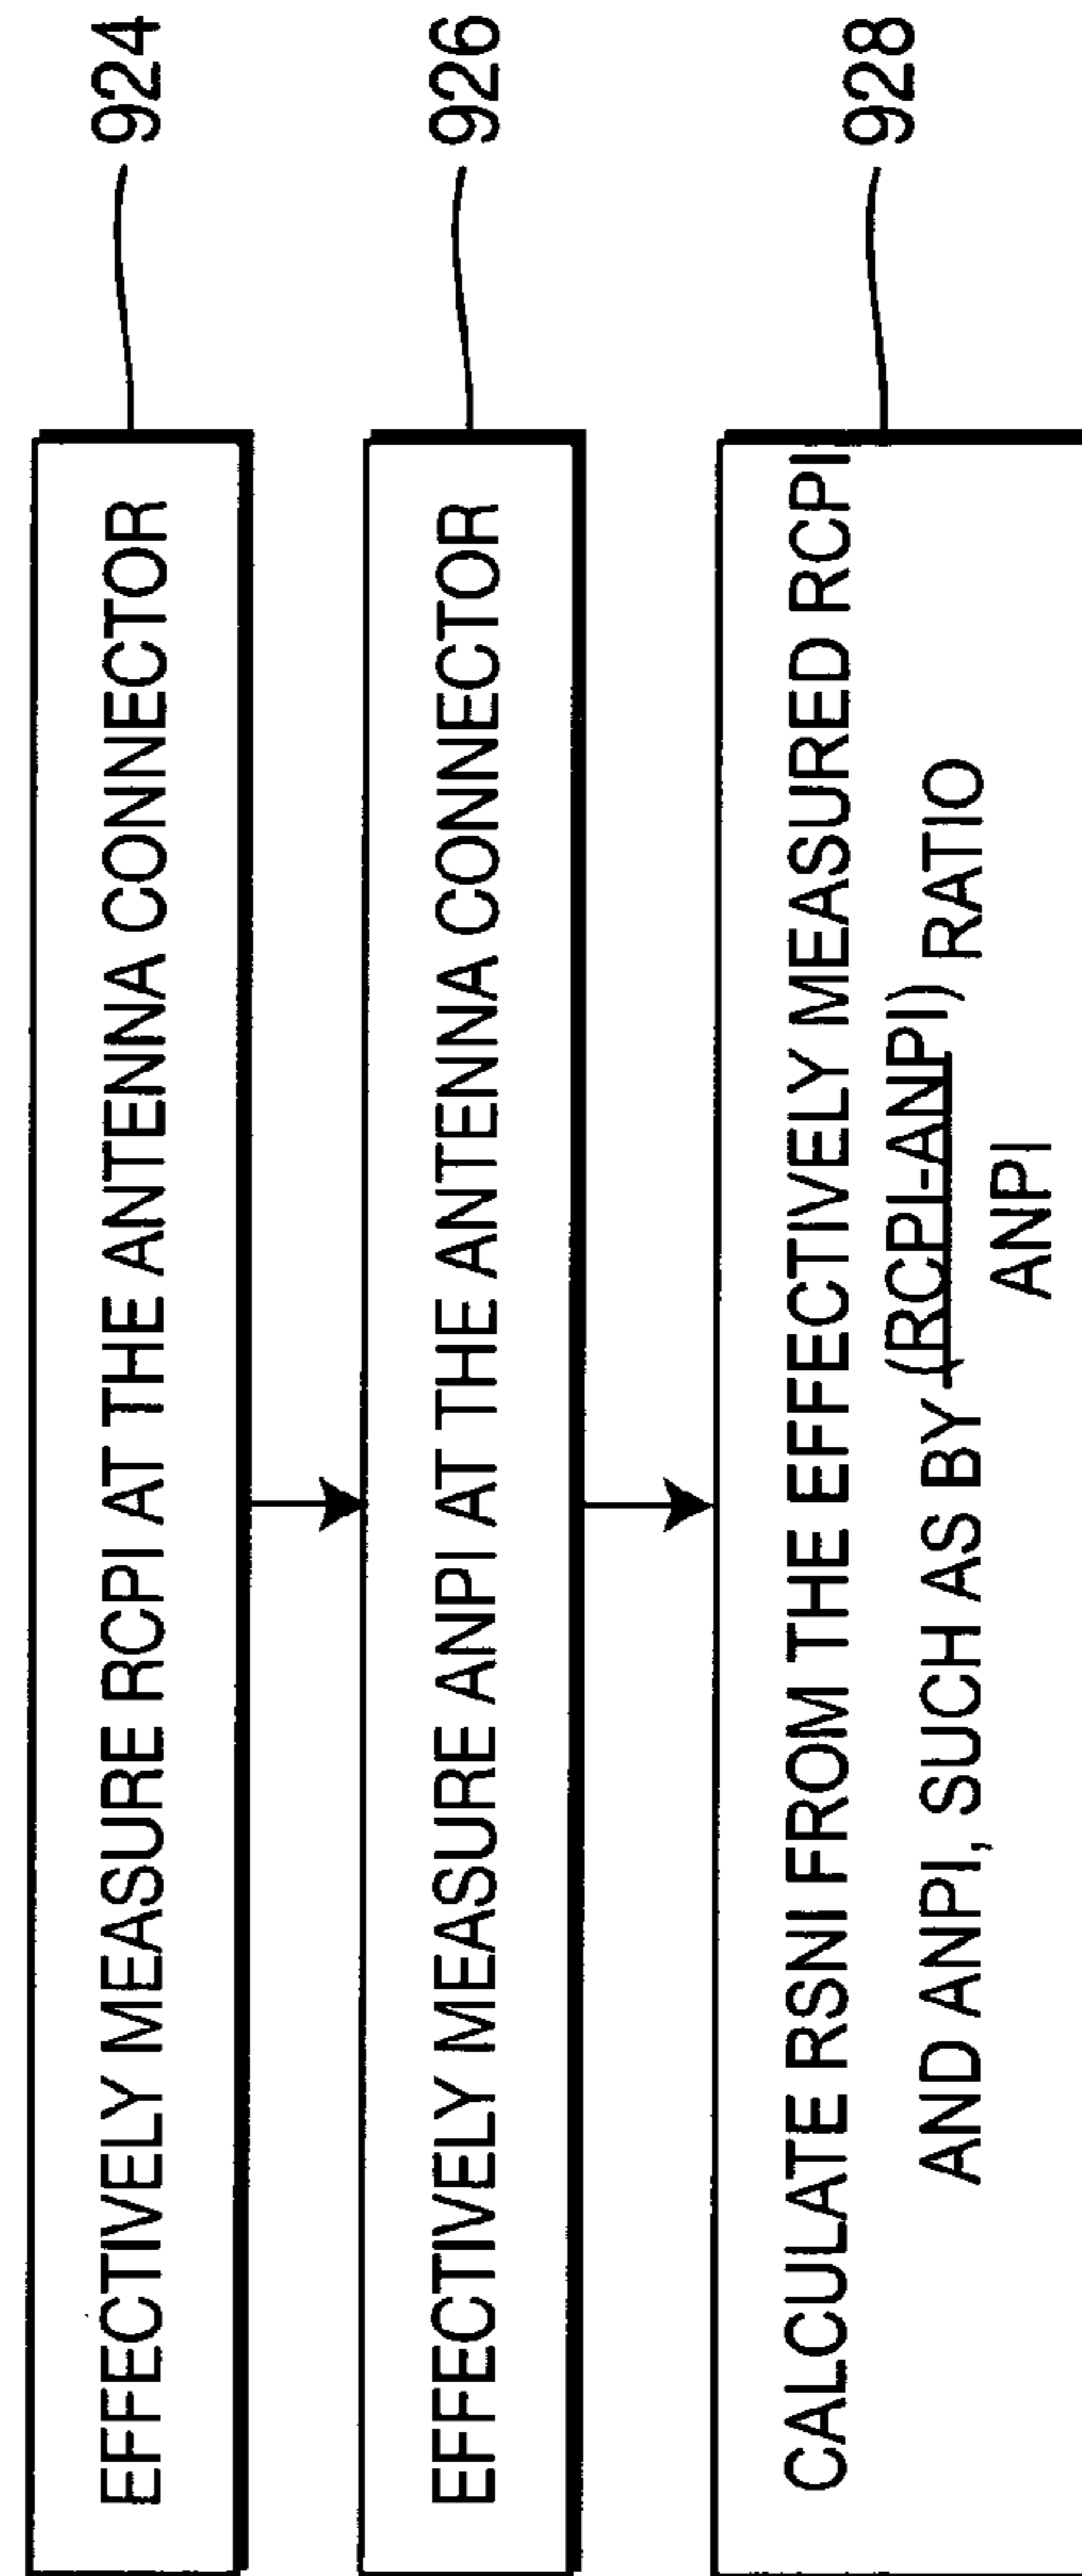 EFFECTIVELY MEASURE RCPI AT THE ANTENNA CONNECTOR
924
EFFECTIVELY MEASURE ANPI AT THE ANTENNA CONNECTOR
926
CALCULATE RSNI FROM THE EFFECTIVELY MEASURED RCPI
AND ANPI, SUCH AS BY (RCPI-ANPI) RATIO
ANPI
928